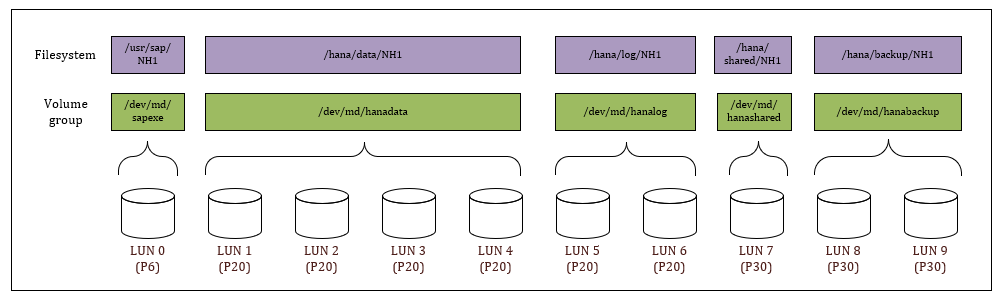 Filesystem
/usr/sap/
NH1
/hana/data/NH1
/hana/log/NH1
/hana/
shared/NH1
/hana/backup/NH1
Volume
group
/dev/md/
sapexe
/dev/md/hanadata
/dev/md/hanalog
/dev/md/
hanashared
/dev/md/hanabackup
LUN 0
(P6)
LUN 1
(P20)
LUN 2
(P20)
LUN 3
(P20)
LUN 4
(P20)
LUN 5
(P20)
LUN 6
(P20)
LUN 7
(P30)
LUN 8
(P30)
LUN 9
(P30)